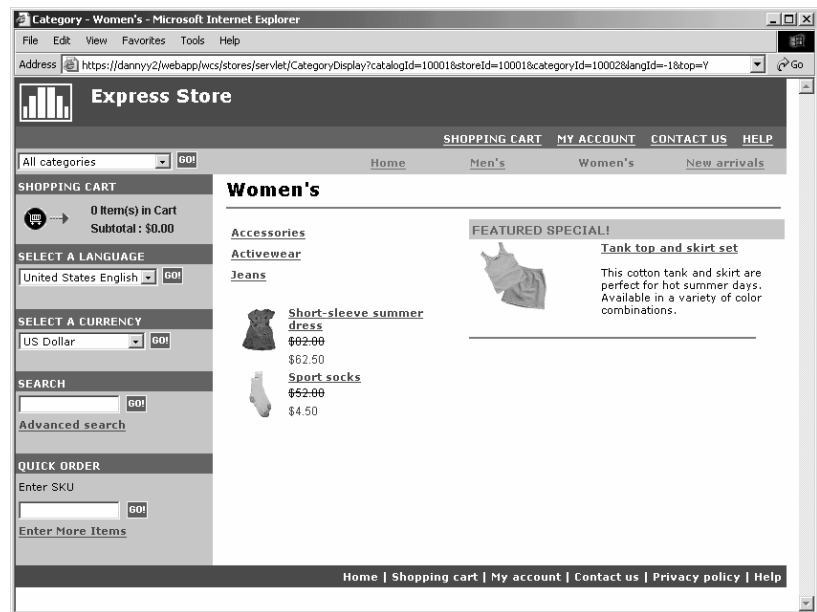 Category - Women's - Microsoft Internet Explorer
File Edit View Favorites Tools Help
Address https://dannyy2/webapp/wcs/stores/servlet/CategoryDisplay?catalogId=10001&storeId=10001&categoryId=10002&langId=-1&top=Y Go
Express Store
SHOPPING CART MY ACCOUNT CONTACT US HELP
All categories GO!
Home Men's Women's New arrivals
SHOPPING CART
0 Item(s) in Cart
Subtotal : $0.00
SELECT A LANGUAGE
United States English GO!
SELECT A CURRENCY
US Dollar GO!
SEARCH
GO!
Advanced search
QUICK ORDER
Enter SKU
GO!
Enter More Items
Women's
Accessories
Activewear
Jeans
Short-sleeve summer
dress
$82.00
$62.50
Sport socks
$52.00
$4.50
FEATURED SPECIAL!
Tank top and skirt set
This cotton tank and skirt are
perfect for hot summer days.
Available in a variety of color
combinations.
Home | Shopping cart | My account | Contact us | Privacy policy | Help